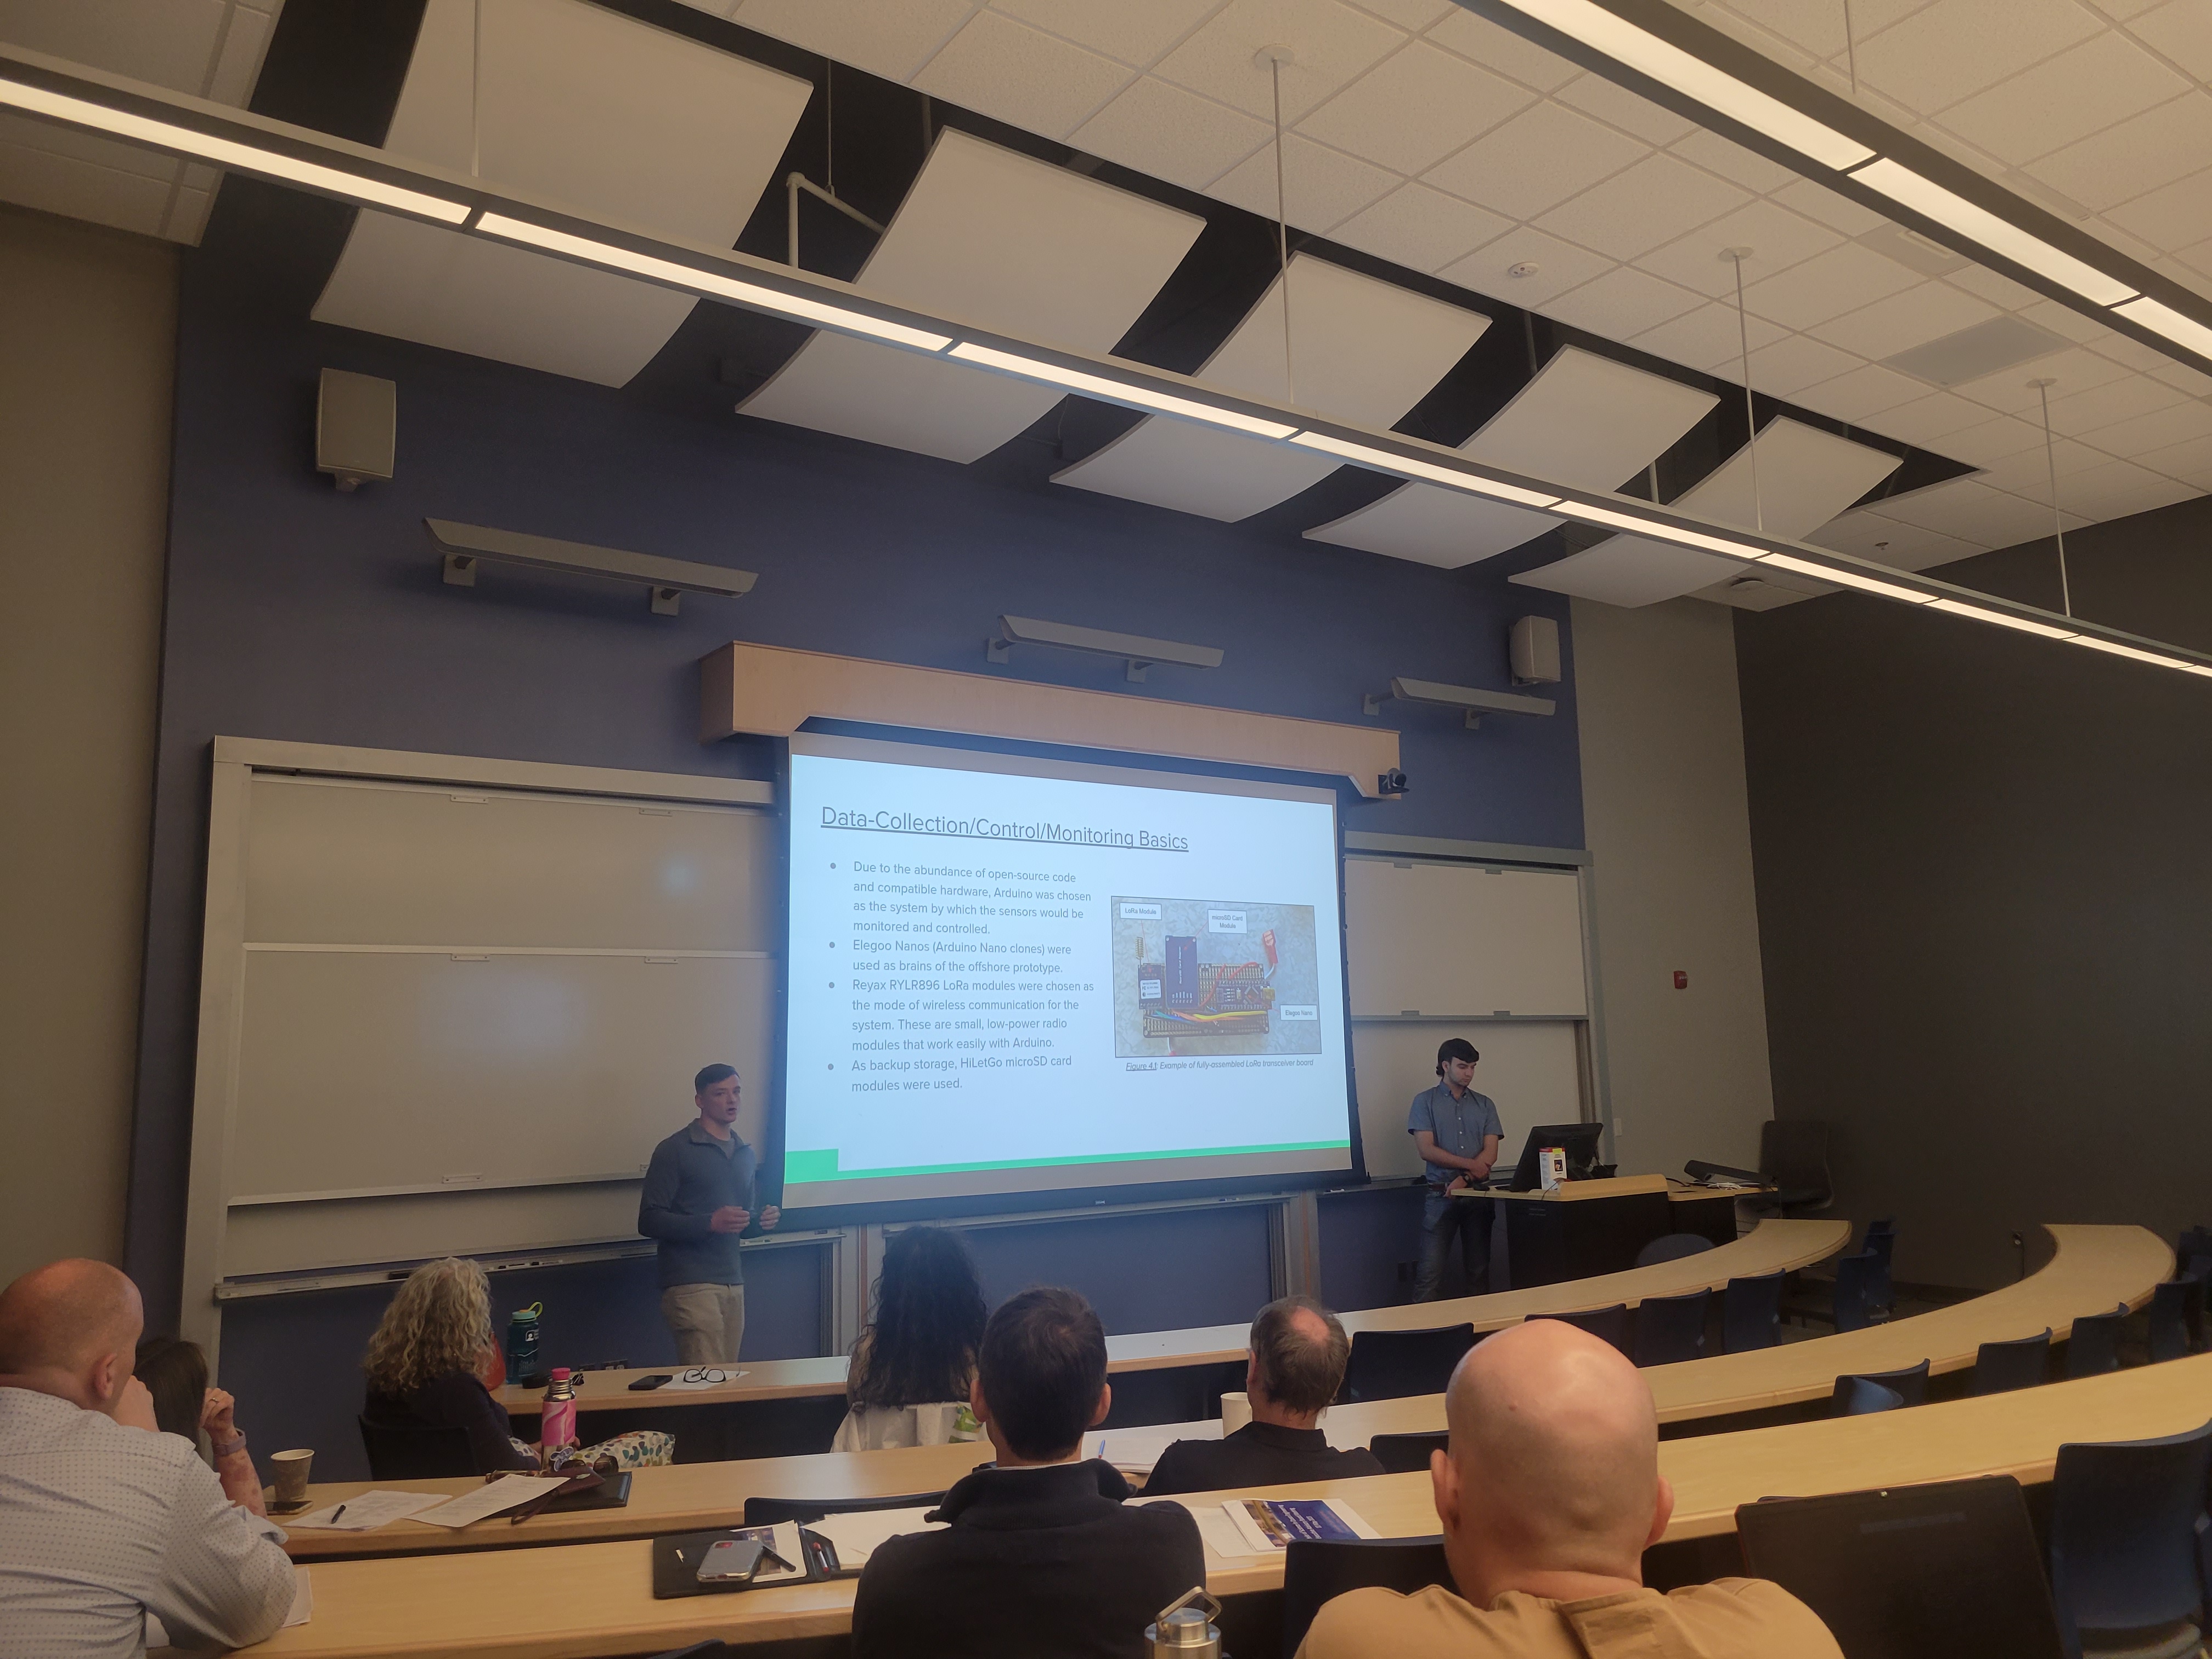 Data-Collection/Control/Monitoring Basics
● Due to the abundance of open-source code
and compatible hardware, Arduino was chosen
as the system by which the sensors would be
monitored and controlled.
● Elegoo Nanos (Arduino Nano clones) were
used as brains of the offshore prototype.
● Reyax RYLR896 LoRa modules were chosen as
the mode of wireless communication for the
system. These are small, low-power radio
modules that work easily with Arduino.
● As backup storage, HiLetGo microSD card
modules were used.
LoRa Module
microSD Card
Module
Elegoo Nano
Figure 4.1: Example of fully-assembled LoRa transceiver board